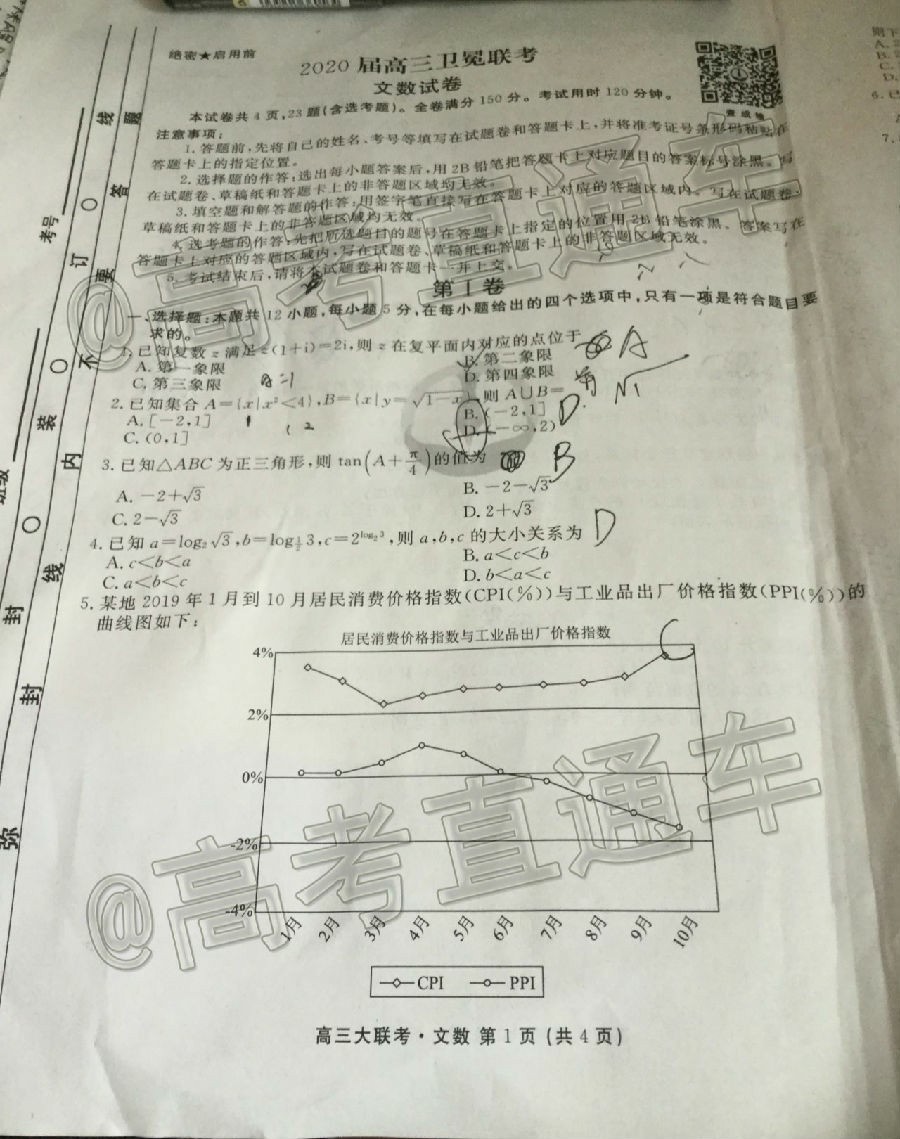 绝密★启用前
2020届高三卫冕联考
文数试卷
本试卷共4页,23题(含选考题)。全卷满分150分。考试用时120分钟。
注意事项:
1.答题前,先将自己的姓名、考号等填写在试题卷和答题卡上,并将准考证号条形码粘贴在
答题卡上的指定位置。
2.选择题的作答:选出每小题答案后,用2B铅笔把答题卡上对应题目的答案标号涂黑。写
在试题卷、草稿纸和答题卡上的非答题区域均无效。
3.填空题和解答题的作答:用签字笔直接写在答题卡上对应的答题区域内。写在试题卷、
草稿纸和答题卡上的非答题区域均无效。
4.选考题的作答:先把所选题目的题号在答题卡上指定的位置用2B铅笔涂黑。答案写在
答题卡上对应的答题区域内,写在试题卷、草稿纸和答题卡上的非答题区域无效。
5.考试结束后,请将本试题卷和答题卡一并上交。
第Ⅰ卷
一、选择题:本题共12小题,每小题5分,在每小题给出的四个选项中,只有一项是符合题目要
求的。
1.已知复数z满足z(1+i)=2i,则z在复平面内对应的点位于 A
A.第一象限 B.第二象限
C.第三象限 D.第四象限
2.已知集合A={x|x²<4},B={x|y=√(1-x)},则A∪B= D
A.[-2,1] B.(-2,1]
C.(0,1] D.(-∞,2)
3.已知△ABC为正三角形,则tan(A+π/4)的值为 B
A.-2+√3 B.-2-√3
C.2-√3 D.2+√3
4.已知a=log₂√3,b=log_{1/2}3,c=2^{log₂3},则a,b,c的大小关系为 D
A.c<b<a B.a<c<b
C.a<b<c D.b<a<c
5.某地2019年1月到10月居民消费价格指数(CPI(%))与工业品出厂价格指数(PPI(%))的
曲线图如下:
C
居民消费价格指数与工业品出厂价格指数
4%
2%
0%
-2%
-4%
1月 2月 3月 4月 5月 6月 7月 8月 9月 10月
CPI PPI
高三大联考·文数 第1页(共4页)
考号
班级
弥 封 线 内 不 要 答 题
封 装 订 线
@高考直通车
@高考直通车